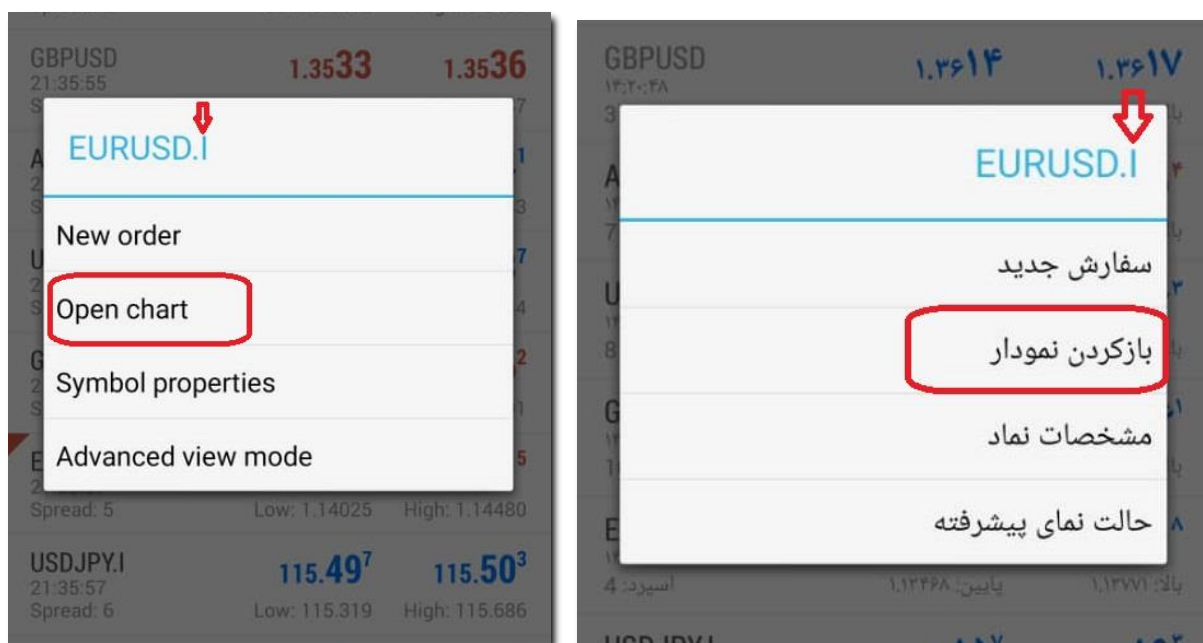 GBPUSD
21:35:55
1.3533
1.3536
EURUSD.I
New order
Open chart
Symbol properties
Advanced view mode
Spread: 5
Low: 1.14025
High: 1.14480
USDJPY.I
21:35:57
Spread: 6
115.49⁷
115.50³
Low: 115.319
High: 115.686
GBPUSD
۱۴:۲۰:۴۸
۱.۳۶۱۴
۱.۳۶۱۷
EURUSD.I
سفارش جدید
بازکردن نمودار
مشخصات نماد
حالت نمای پیشرفته
اسپرد: 4
پایین: ۱,۱۳۴۶۸
بالا: ۱,۱۳۷۷۱